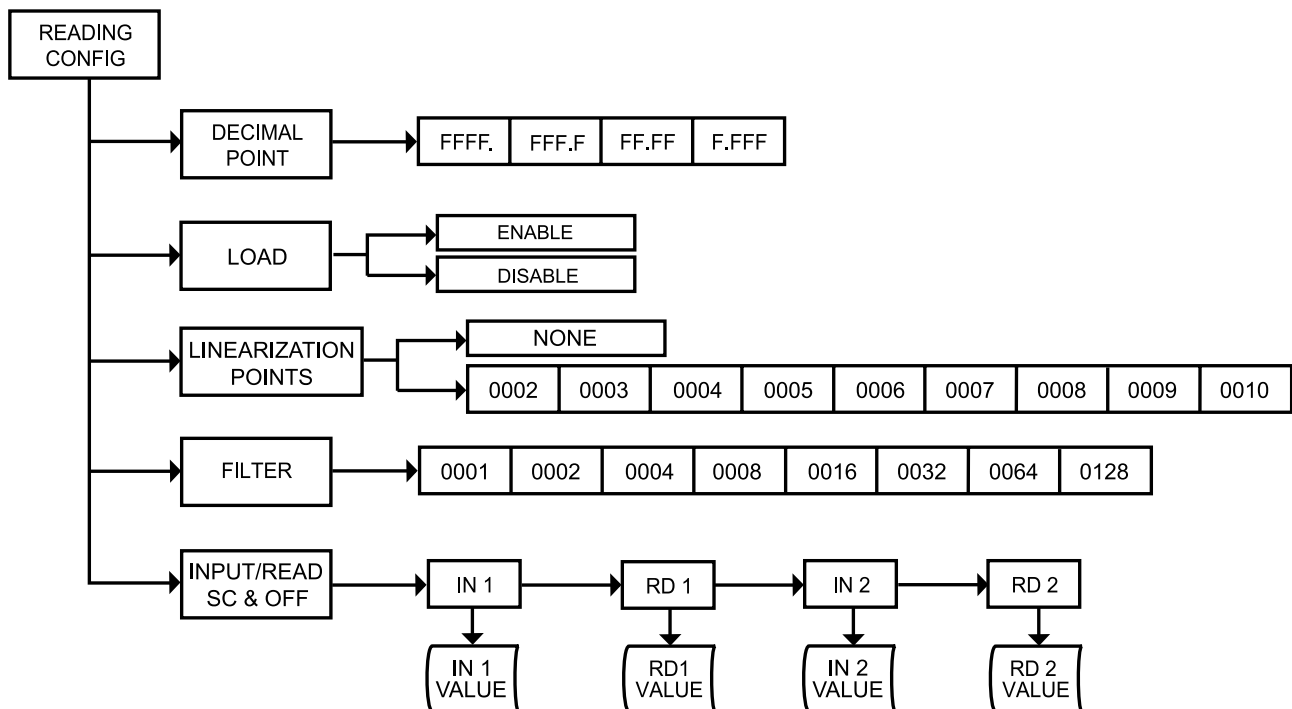 READING
CONFIG
DECIMAL
POINT
FFFF. FFF.F FF.FF F.FFF
LOAD
ENABLE
DISABLE
LINEARIZATION
POINTS
NONE
0002 0003 0004 0005 0006 0007 0008 0009 0010
FILTER
0001 0002 0004 0008 0016 0032 0064 0128
INPUT/READ
SC & OFF
IN 1
RD 1
IN 2
RD 2
IN 1
VALUE
RD1
VALUE
IN 2
VALUE
RD 2
VALUE